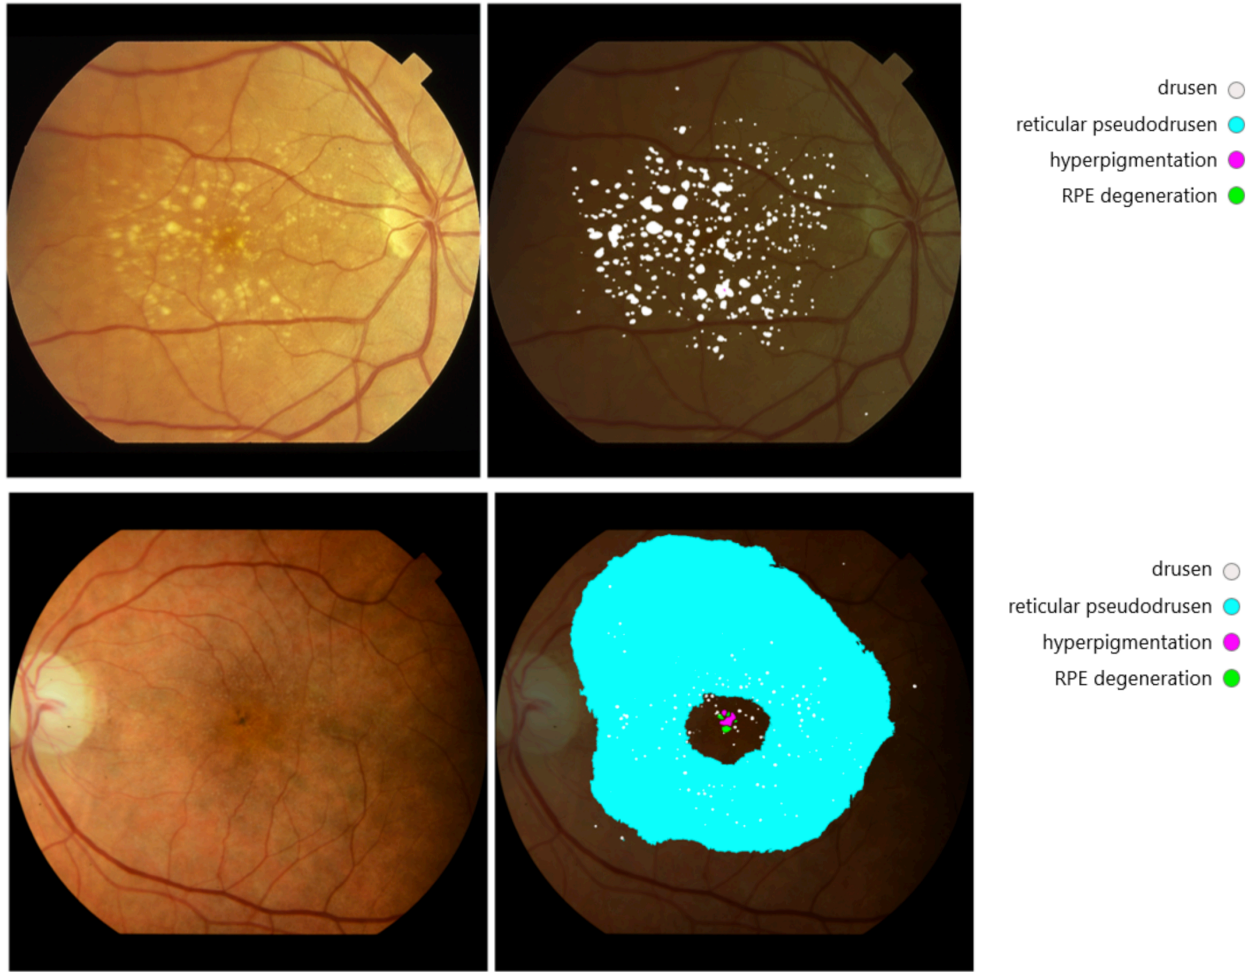 drusen
reticular pseudodrusen
hyperpigmentation
RPE degeneration
drusen
reticular pseudodrusen
hyperpigmentation
RPE degeneration